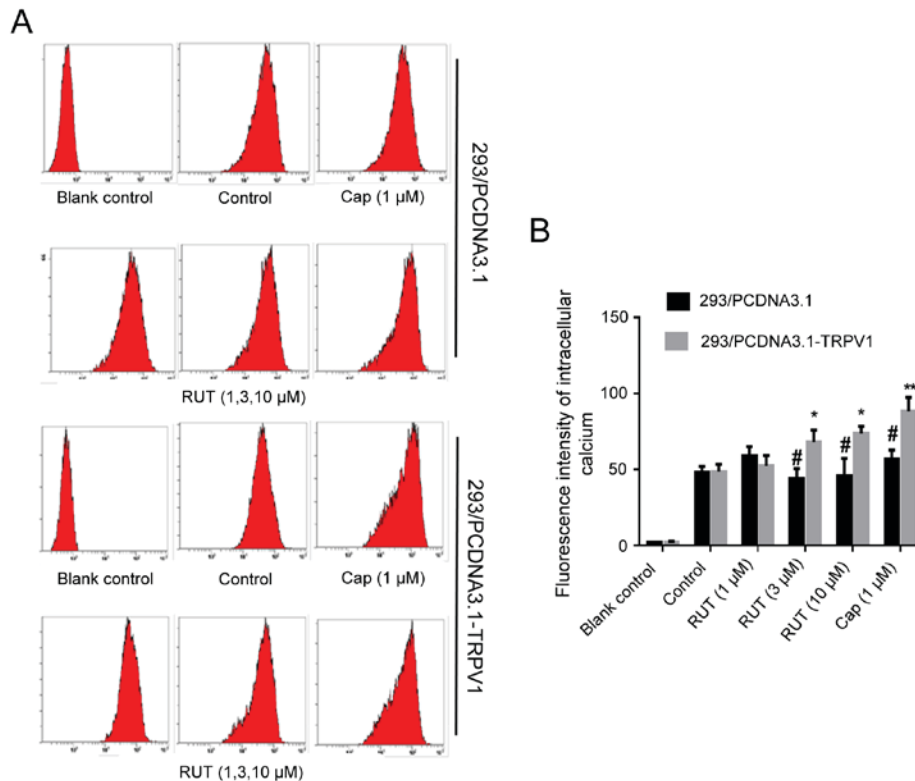 A
Blank control
Control
Cap (1 µM)
293/PCDNA3.1
RUT (1,3,10 µM)
Blank control
Control
Cap (1 µM)
293/PCDNA3.1-TRPV1
RUT (1,3,10 µM)
B
293/PCDNA3.1
293/PCDNA3.1-TRPV1
Fluorescence intensity of intracellular
calcium
150
100
50
0
# * # * # **
Blank control
Control
RUT (1 µM)
RUT (3 µM)
RUT (10 µM)
Cap (1 µM)